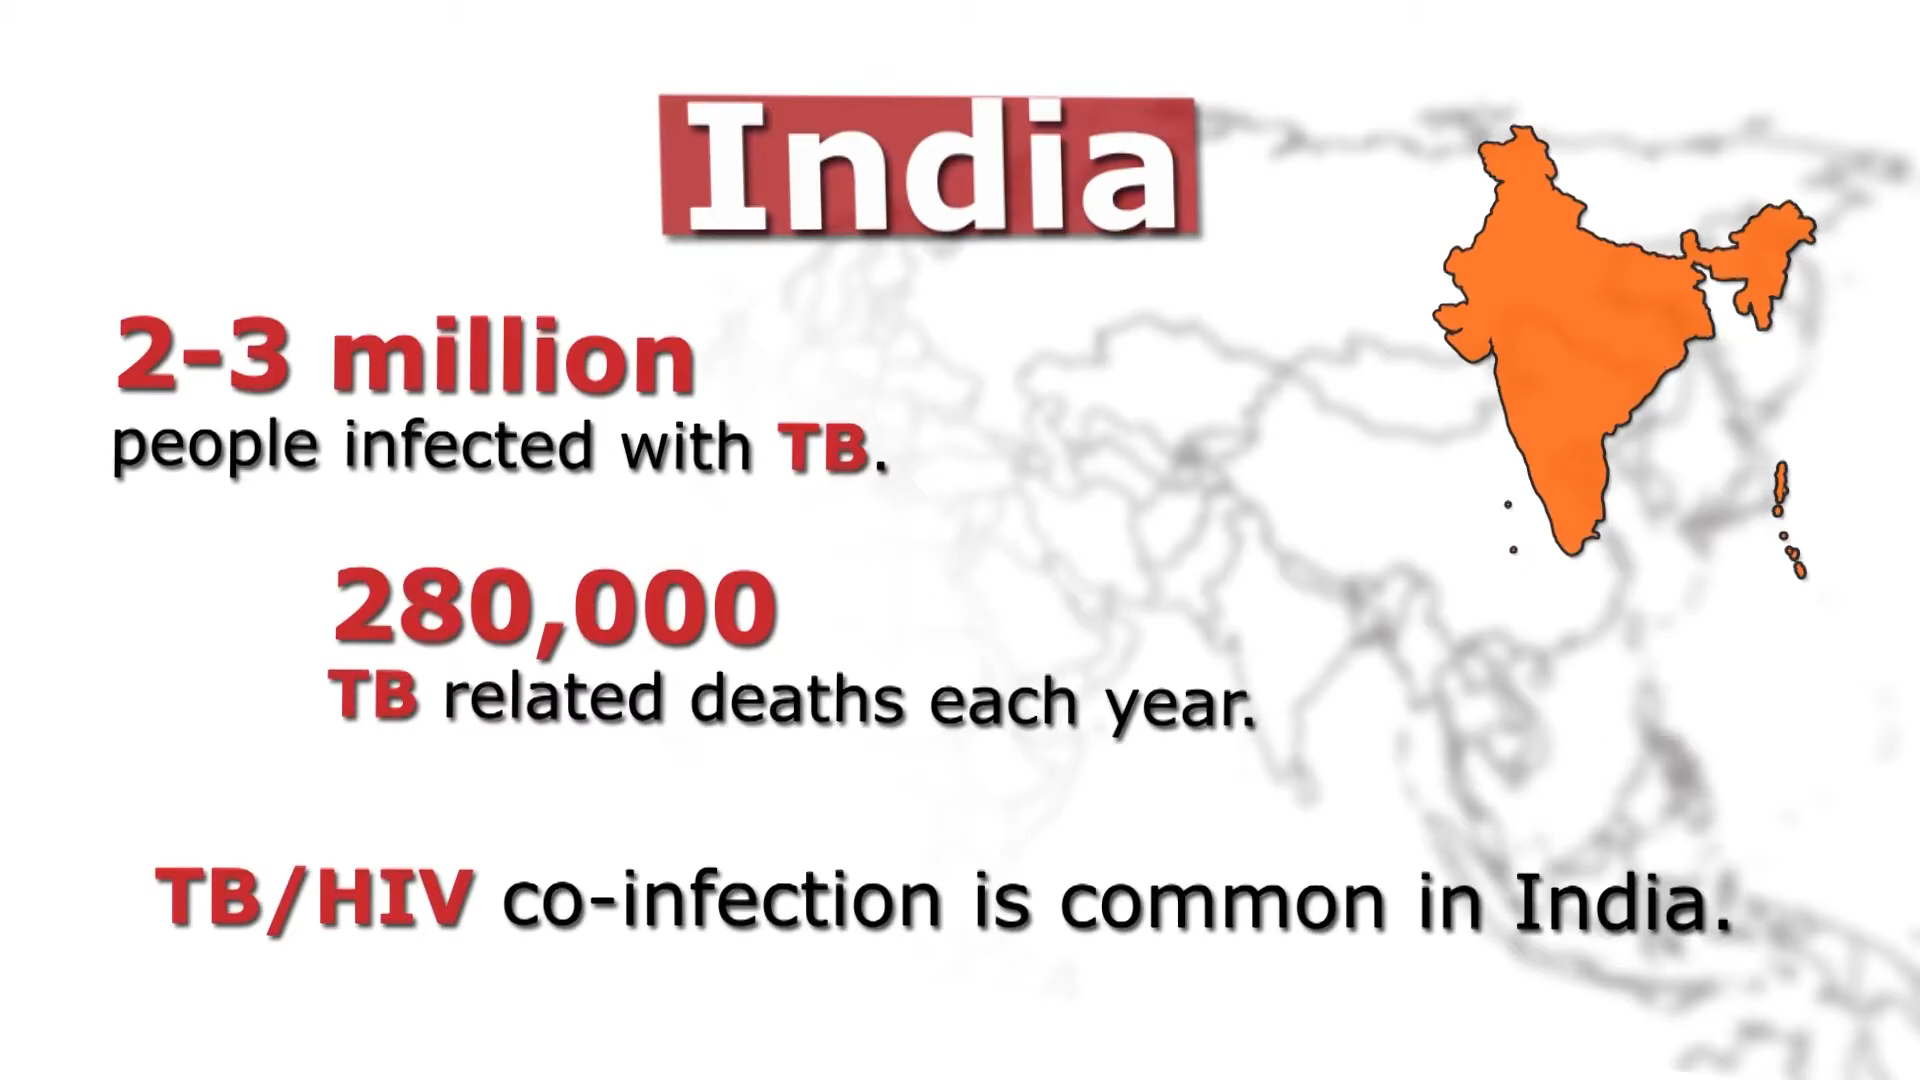 India
2-3 million
people infected with TB.
280,000
TB related deaths each year.
TB/HIV co-infection is common in India.